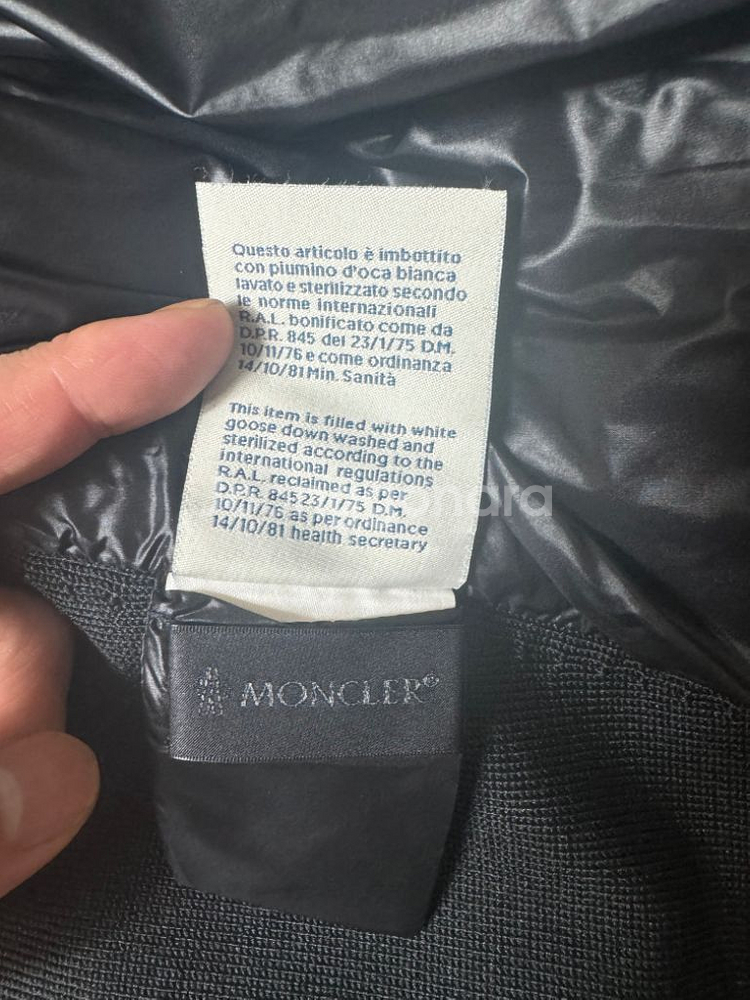 Questo articolo è imbottito
con piumino d'oca bianca
lavato e sterilizzato secondo
le norme internazionali
R.A.L. bonificato come da
D.P.R. 845 del 23/1/75 D.M.
10/11/76 e come ordinanza
14/10/81 Min. Sanità
This item is filled with white
goose down washed and
sterilized according to the
international regulations
R.A.L. reclaimed as per
D.P.R. 845 23/1/75 D.M.
10/11/76 as per ordinance
14/10/81 health secretary
MONCLER®